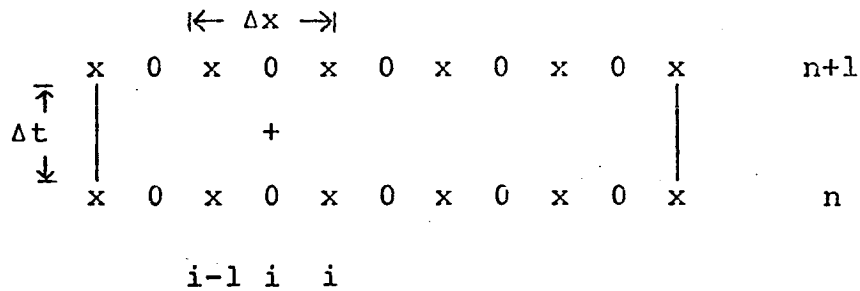 |← Δx →|
x 0 x 0 x 0 x 0 x 0 x n+1
Δt +
x 0 x 0 x 0 x 0 x 0 x n
i-1 i i